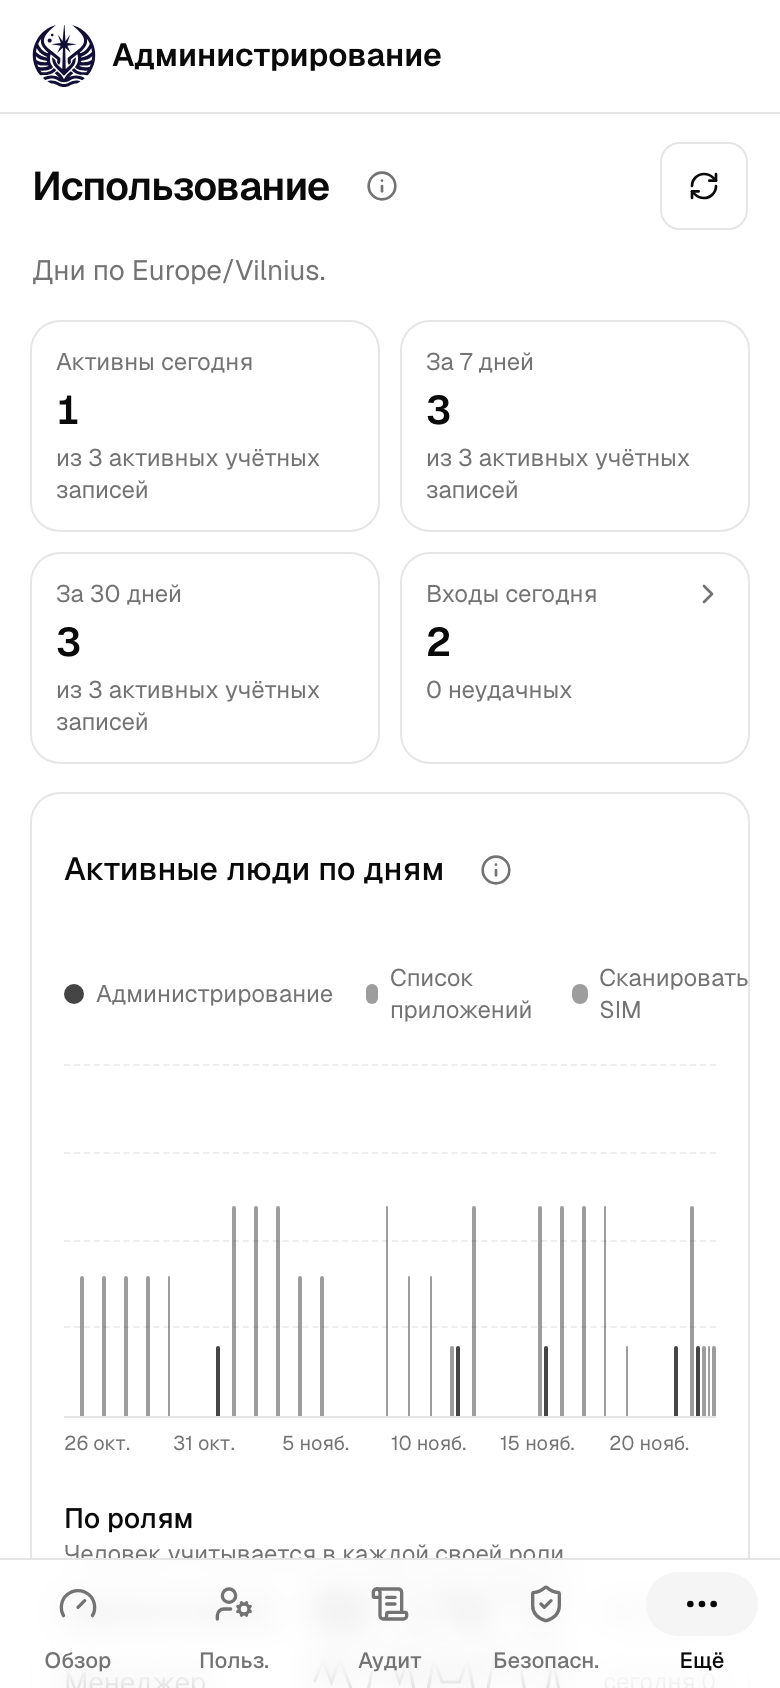 Администрирование
Использование
Дни по Europe/Vilnius.
Активны сегодня
1
из 3 активных учётных
записей
За 7 дней
3
из 3 активных учётных
записей
За 30 дней
3
из 3 активных учётных
записей
Входы сегодня
2
0 неудачных
Активные люди по дням
Администрирование
Список
приложений
Сканировать
SIM
26 окт.
31 окт.
5 нояб.
10 нояб.
15 нояб.
20 нояб.
По ролям
Человек учитывается в каждой своей роли
Менеджер
сегодня 0
Обзор
Польз.
Аудит
Безопасн.
Ещё